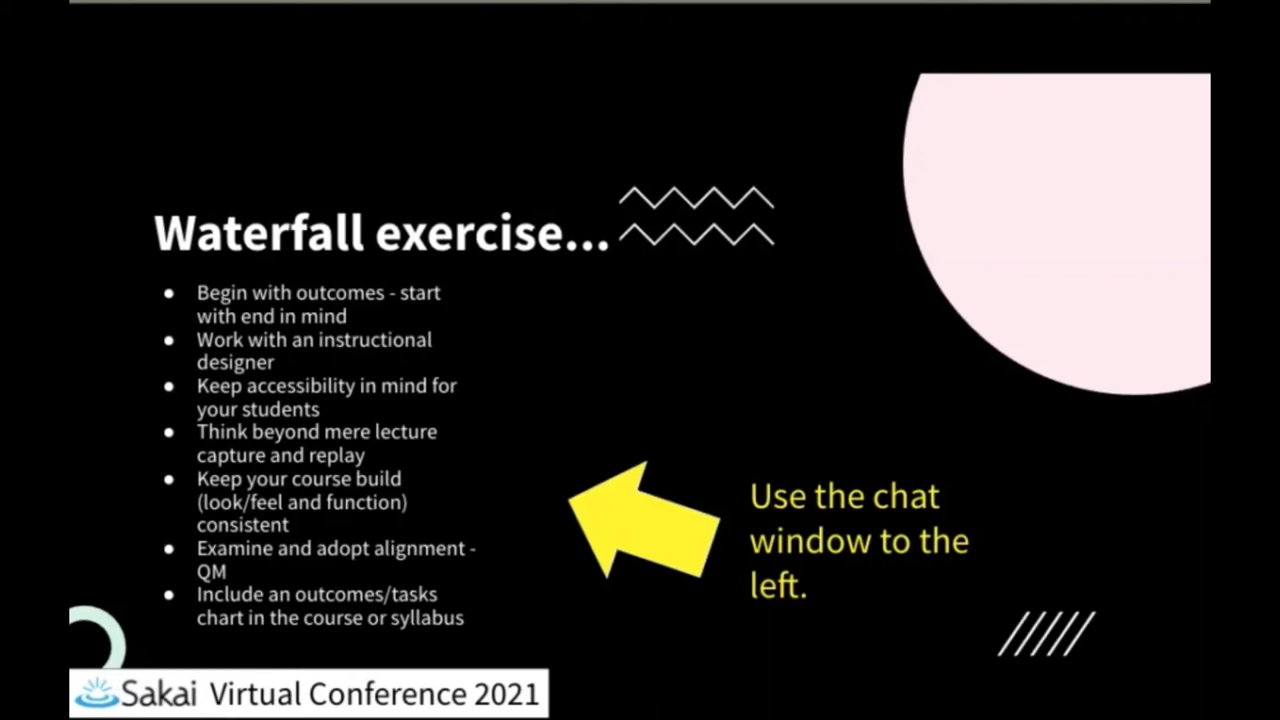 Waterfall exercise...
● Begin with outcomes - start
with end in mind
● Work with an instructional
designer
● Keep accessibility in mind for
your students
● Think beyond mere lecture
capture and replay
● Keep your course build
(look/feel and function)
consistent
● Examine and adopt alignment -
QM
● Include an outcomes/tasks
chart in the course or syllabus
Use the chat
window to the
left.
Sakai Virtual Conference 2021